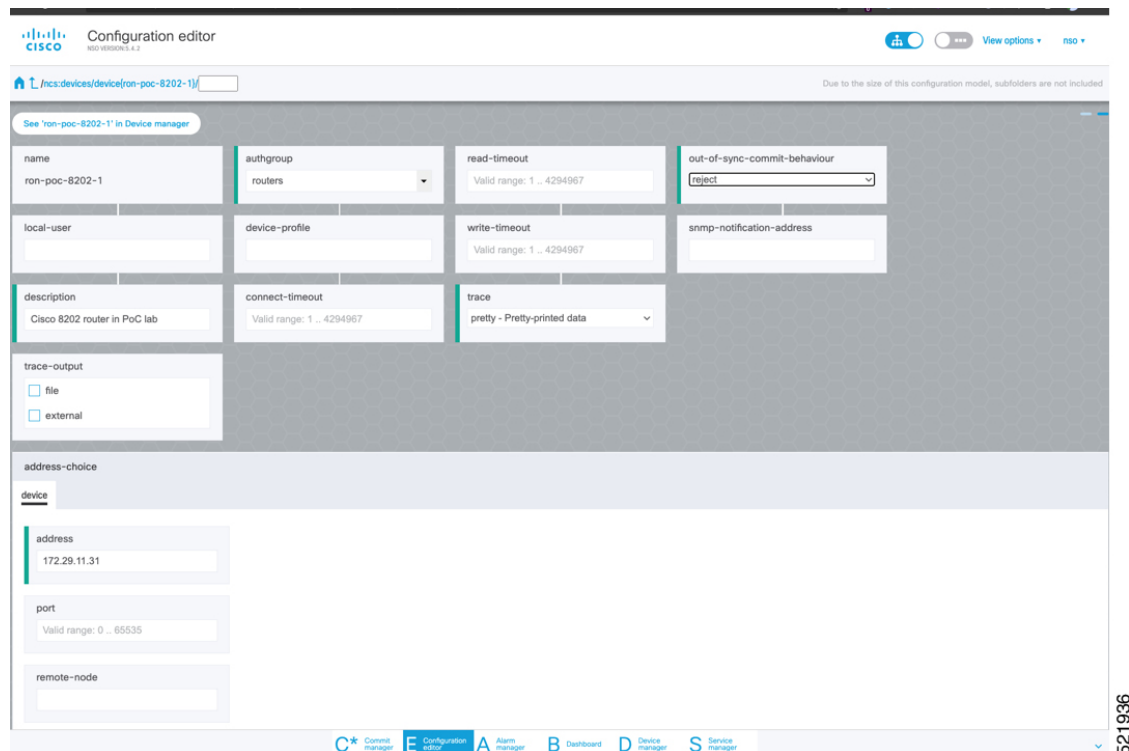 CISCO
Configuration editor
NSO VERSION:5.4.2
View options
nso
/ncs:devices/device{ron-poc-8202-1}/
Due to the size of this configuration model, subfolders are not included
See 'ron-poc-8202-1' in Device manager
name
authgroup
read-timeout
out-of-sync-commit-behaviour
ron-poc-8202-1
routers
Valid range: 1 .. 4294967
reject
local-user
device-profile
write-timeout
snmp-notification-address
Valid range: 1 .. 4294967
description
connect-timeout
trace
Cisco 8202 router in PoC lab
Valid range: 1 .. 4294967
pretty - Pretty-printed data
trace-output
file
external
address-choice
device
address
172.29.11.31
port
Valid range: 0 .. 65535
remote-node
C* Commit manager
E Configuration editor
A Alarm manager
B Dashboard
D Device manager
S Service manager
521936